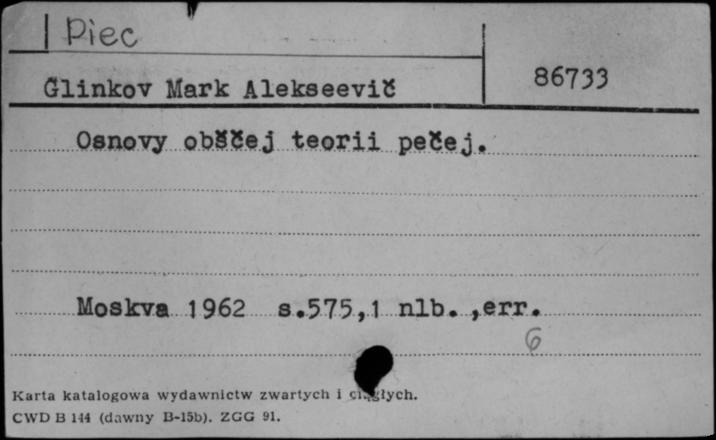 Piec
86733
Glinkov Mark Alekseevič
Osnovy obščej teorii pečej.
Moskva 1962 s.575,1 nlb.,err.
6
Karta katalogowa wydawnictw zwartych i ciągłych.
CWD B 144 (dawny B-15b). ZGG 91.